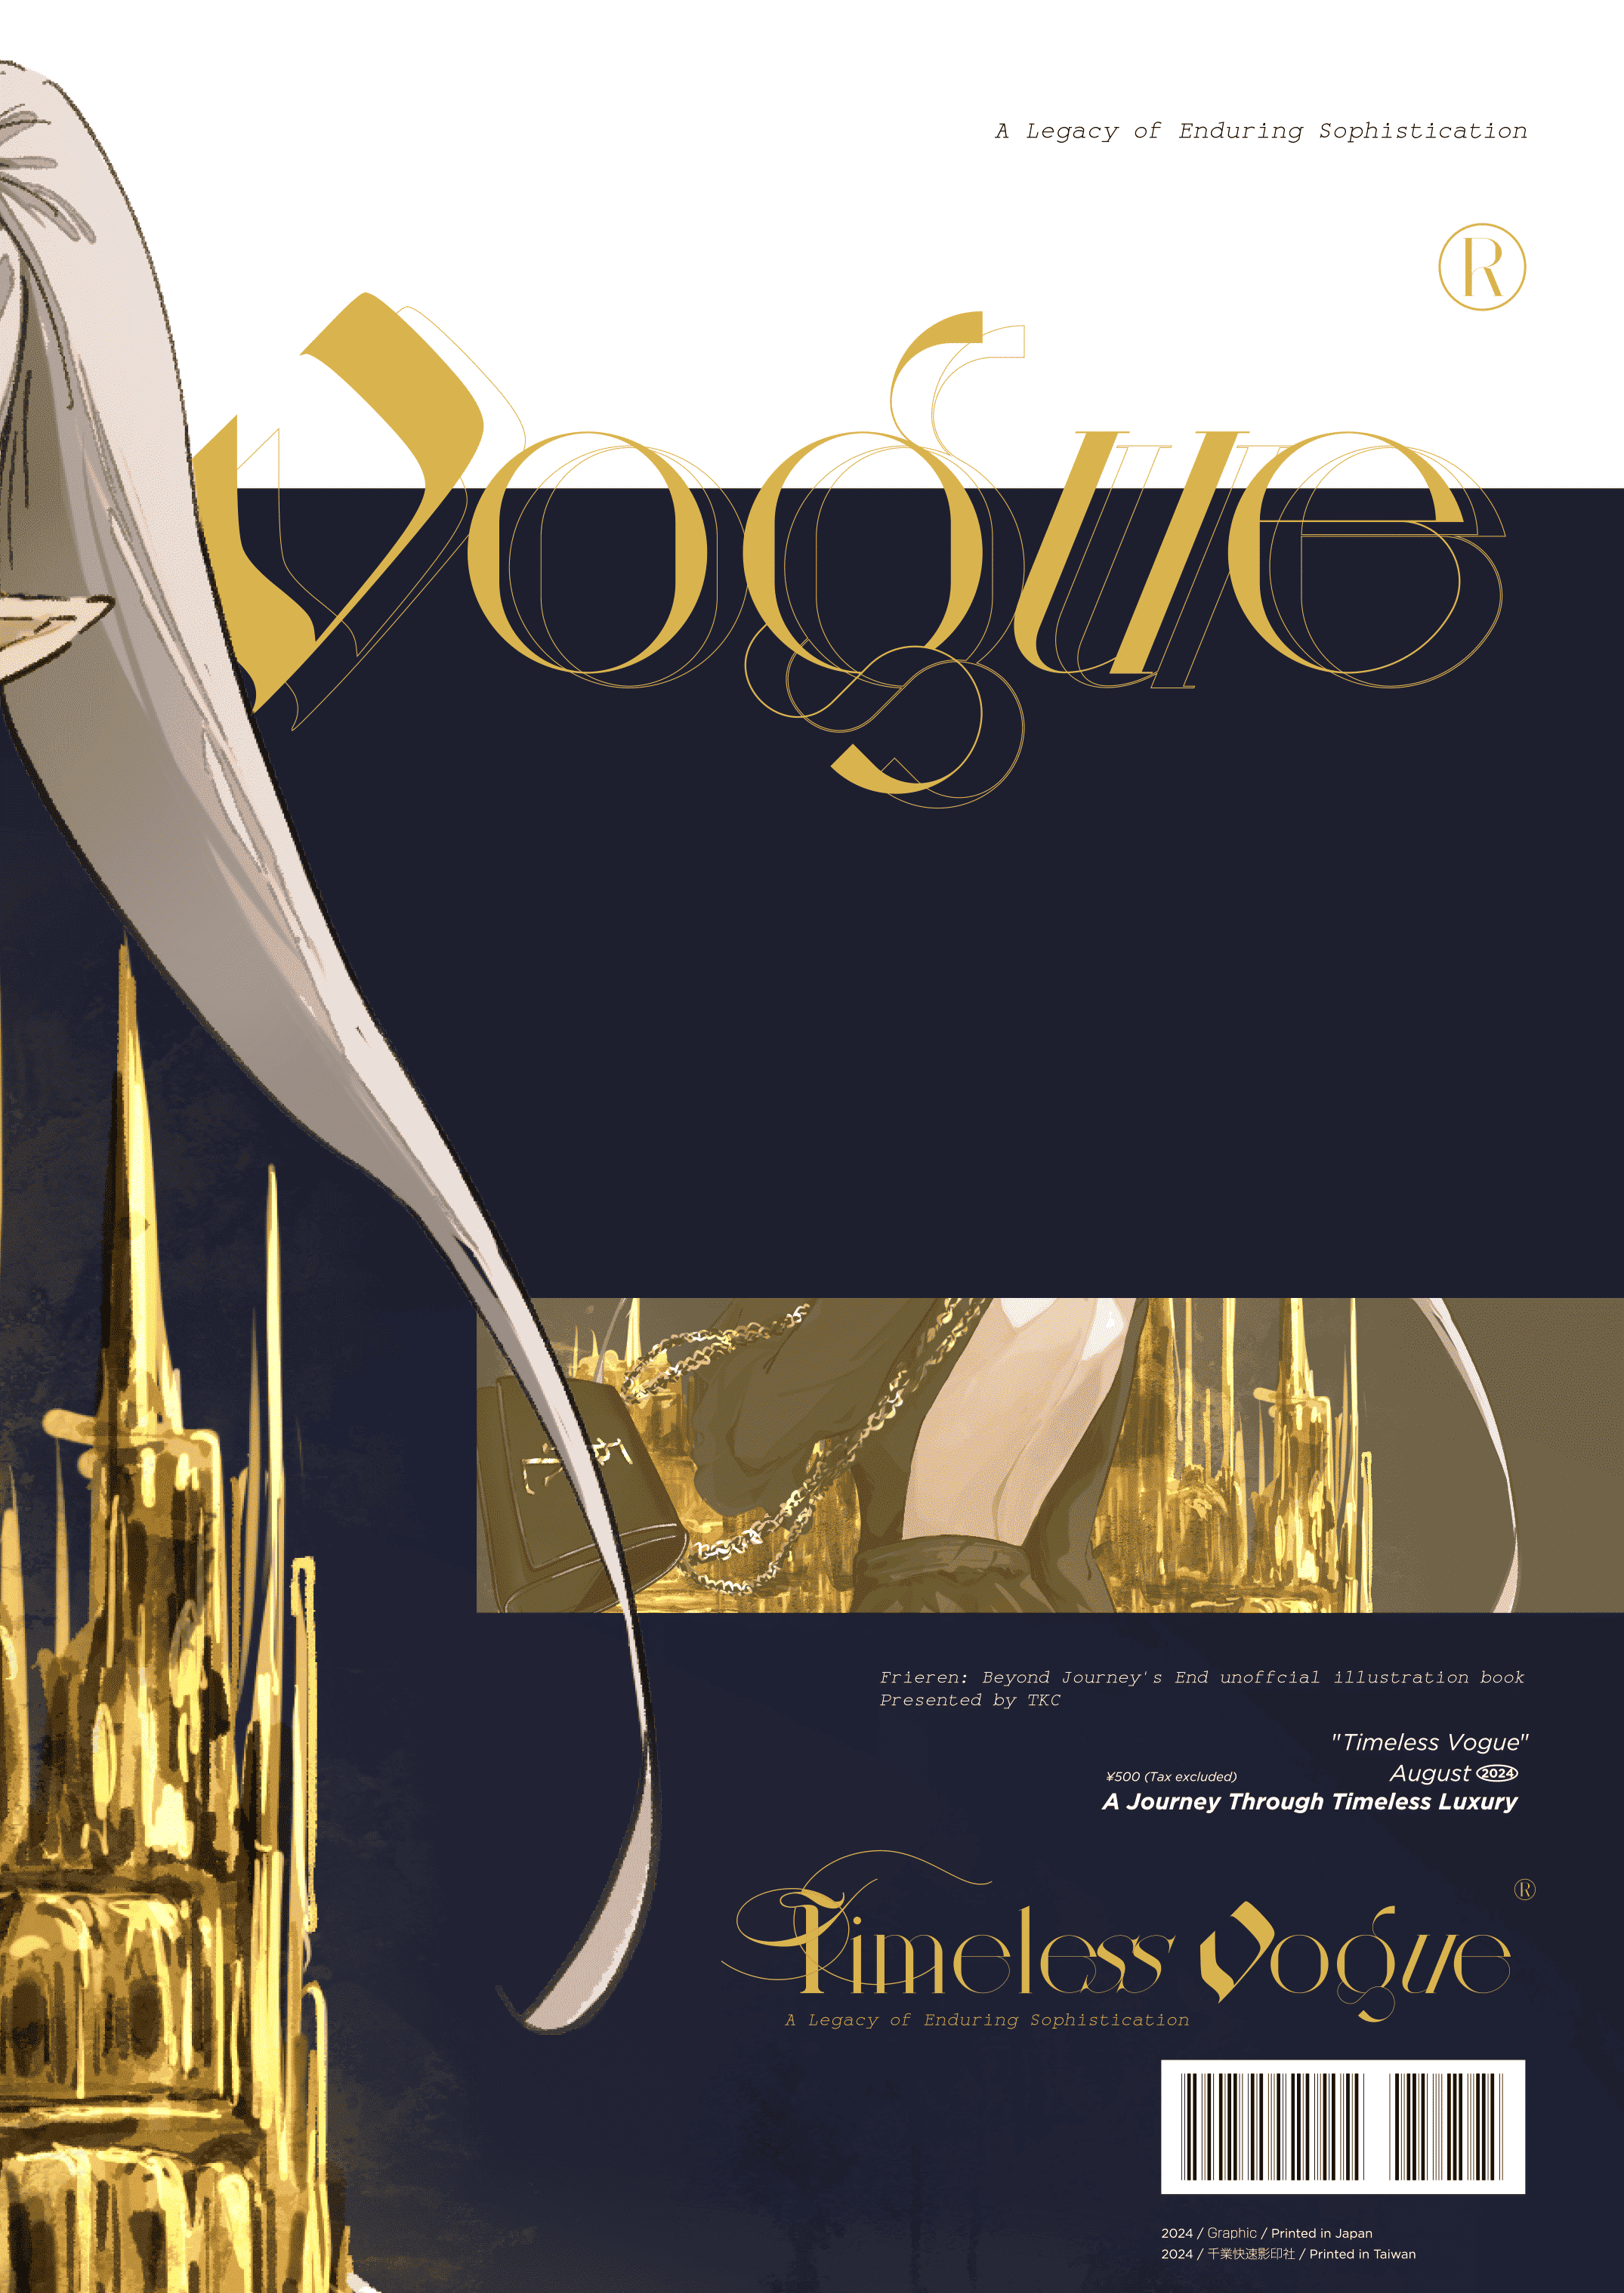 A Legacy of Enduring Sophistication
®
Vogue
Frieren: Beyond Journey's End unoffcial illustration book
Presented by TKC
"Timeless Vogue"
¥500 (Tax excluded) August 2024
A Journey Through Timeless Luxury
Timeless Vogue ®
A Legacy of Enduring Sophistication
2024 / Graphic / Printed in Japan
2024 / 千業快速影印社 / Printed in Taiwan